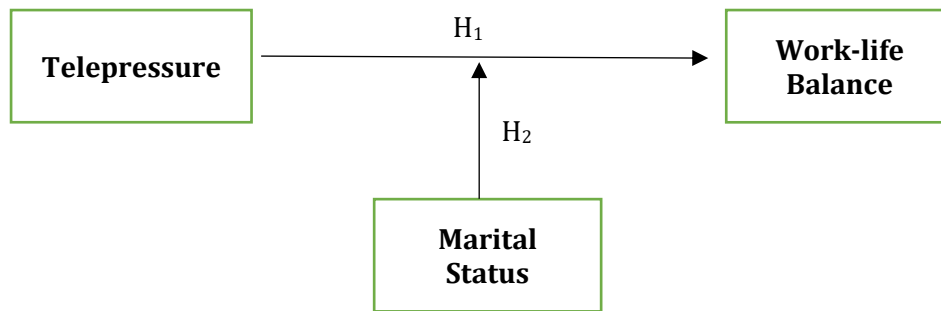 H₁
Telepressure
Work-life
Balance
H₂
Marital
Status